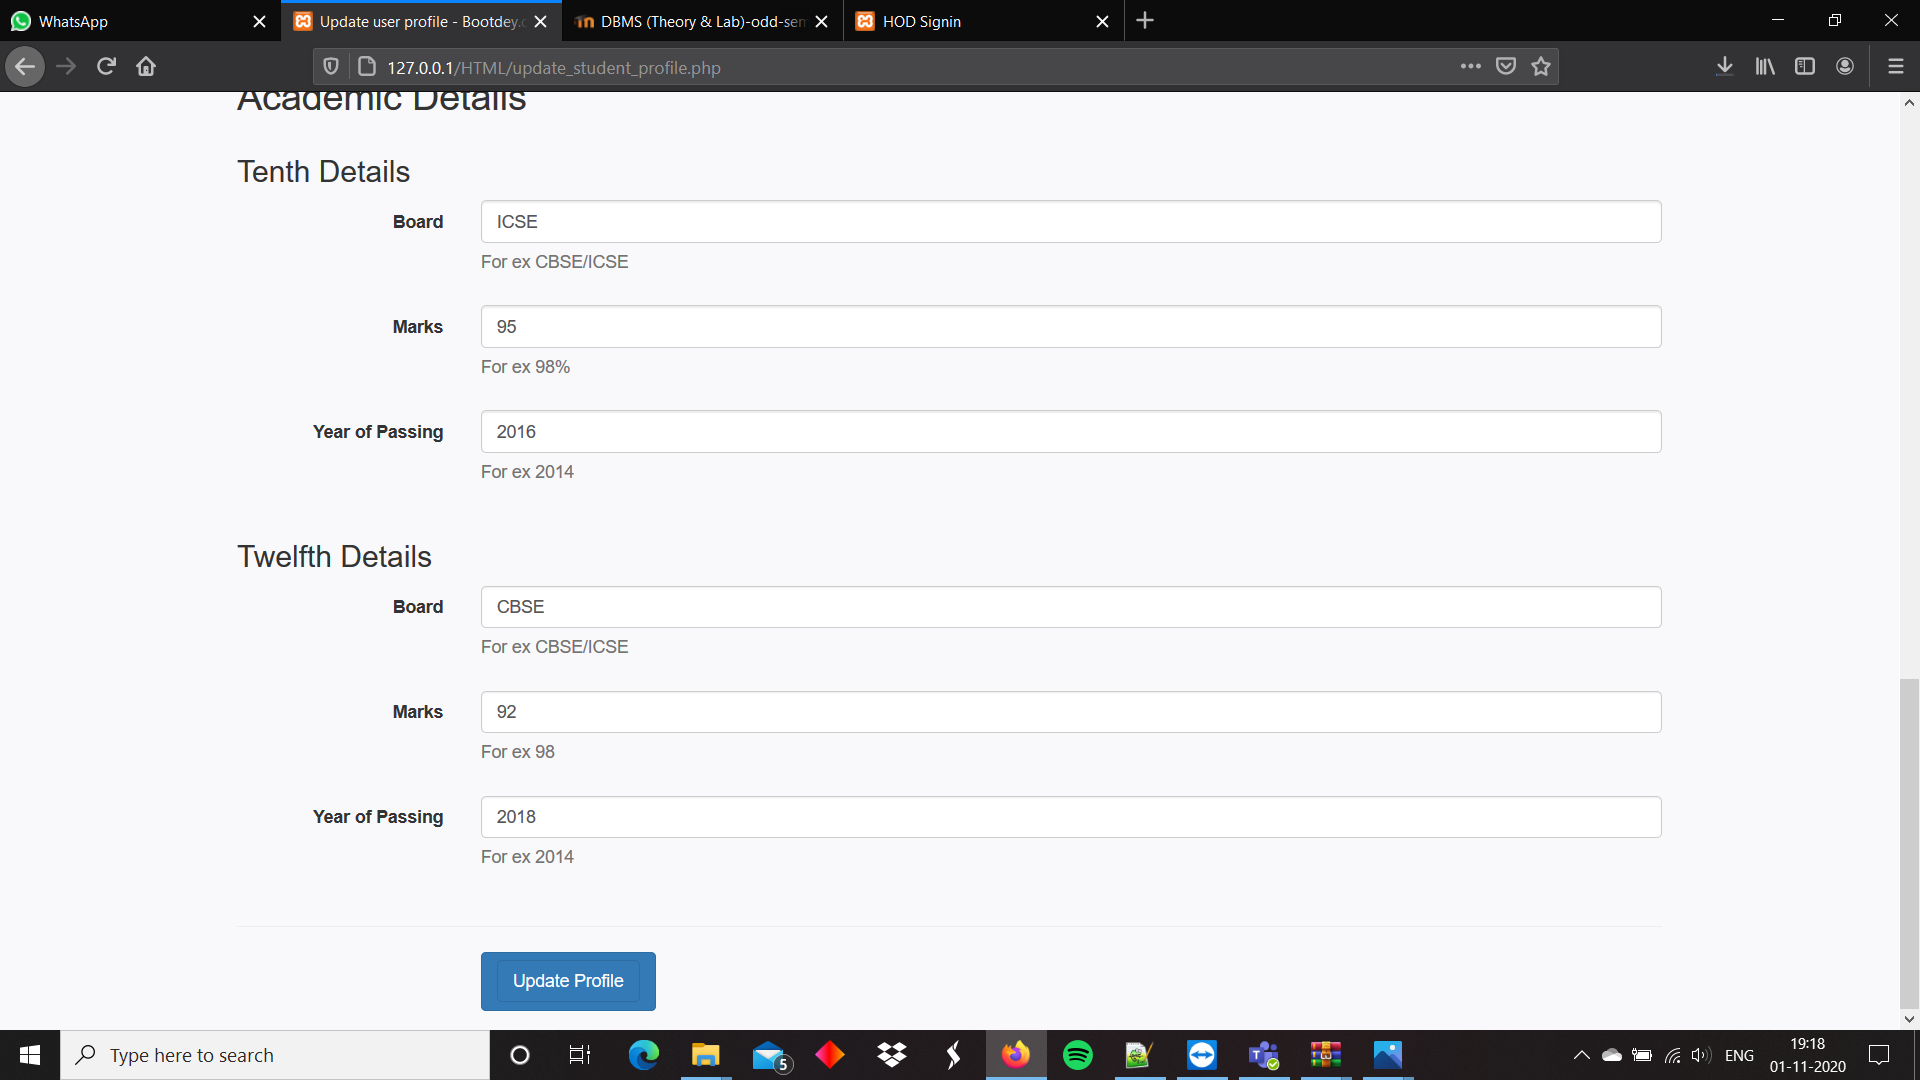 WhatsApp
Update user profile - Bootdey.c
DBMS (Theory & Lab)-odd-sem
HOD Signin
127.0.0.1/HTML/update_student_profile.php
Academic Details
Tenth Details
Board
ICSE
For ex CBSE/ICSE
Marks
95
For ex 98%
Year of Passing
2016
For ex 2014
Twelfth Details
Board
CBSE
For ex CBSE/ICSE
Marks
92
For ex 98
Year of Passing
2018
For ex 2014
Update Profile
Type here to search
5
ENG
19:18
01-11-2020